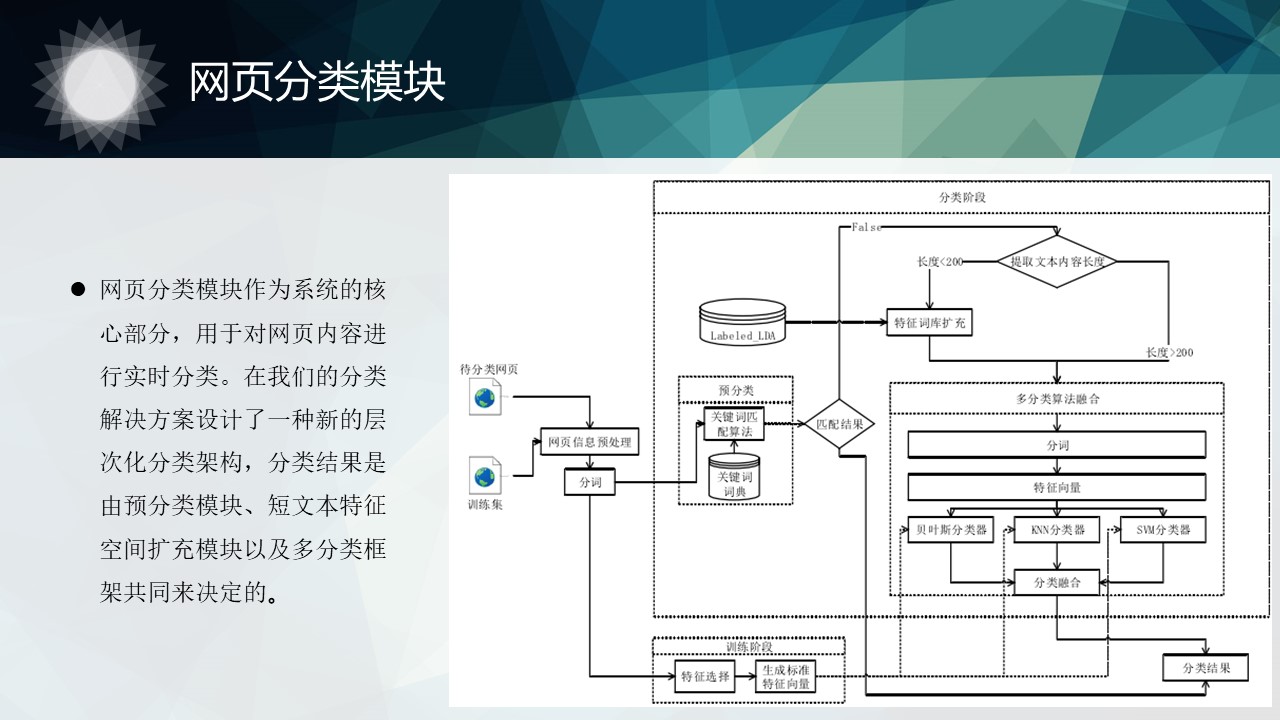 网页分类模块
网页分类模块作为系统的核
心部分，用于对网页内容进
行实时分类。在我们的分类
解决方案设计了一种新的层
次化分类架构，分类结果是
由预分类模块、短文本特征
空间扩充模块以及多分类框
架共同来决定的。
分类阶段
False
长度<200
提取文本内容长度
Labeled_LDA
特征词库扩充
长度>200
待分类网页
预分类
多分类算法融合
关键词匹
配算法
匹配结果
网页信息预处理
分词
分词
关键词
词典
特征向量
训练集
贝叶斯分类器
KNN分类器
SVM分类器
分类融合
训练阶段
特征选择
生成标准
特征向量
分类结果